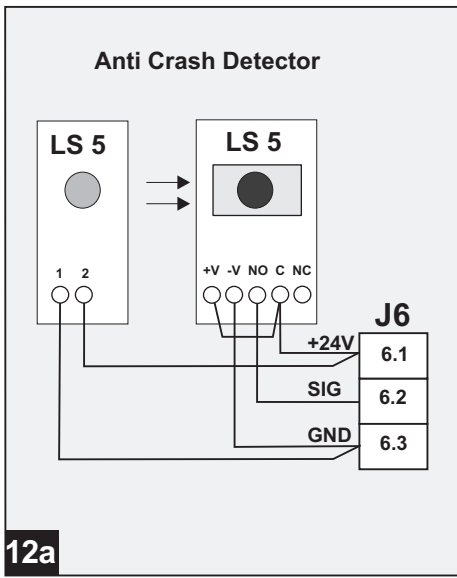 Anti Crash Detector
LS 5
LS 5
1 2
+V -V NO C NC
J6
+24V 6.1
SIG 6.2
GND 6.3
12a